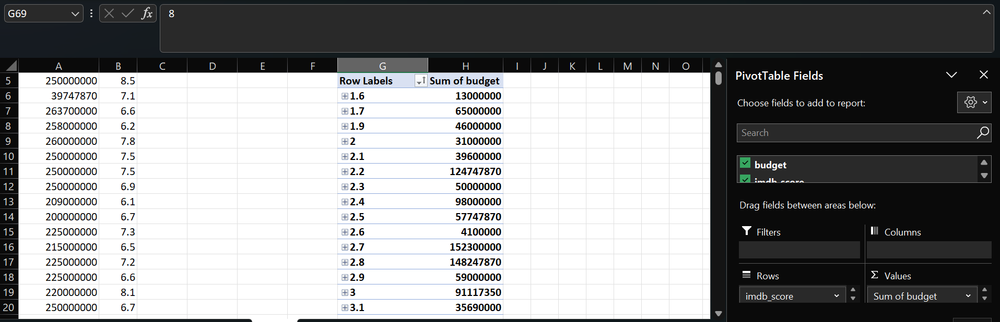 G69 fx 8
A B C D E F G H I J K L M N O
5 250000000 8.5 Row Labels Sum of budget
6 39747870 7.1 1.6 13000000
7 263700000 6.6 1.7 65000000
8 258000000 6.2 1.9 46000000
9 260000000 7.8 2 31000000
10 250000000 7.5 2.1 39600000
11 250000000 7.5 2.2 124747870
12 250000000 6.9 2.3 50000000
13 209000000 6.1 2.4 98000000
14 200000000 6.7 2.5 57747870
15 225000000 7.3 2.6 4100000
16 215000000 6.5 2.7 152300000
17 225000000 7.2 2.8 148247870
18 225000000 6.6 2.9 59000000
19 220000000 8.1 3 91117350
20 250000000 6.7 3.1 35690000
PivotTable Fields
Choose fields to add to report:
Search
budget
imdb_score
Drag fields between areas below:
Filters
Columns
Rows
Values
imdb_score
Sum of budget